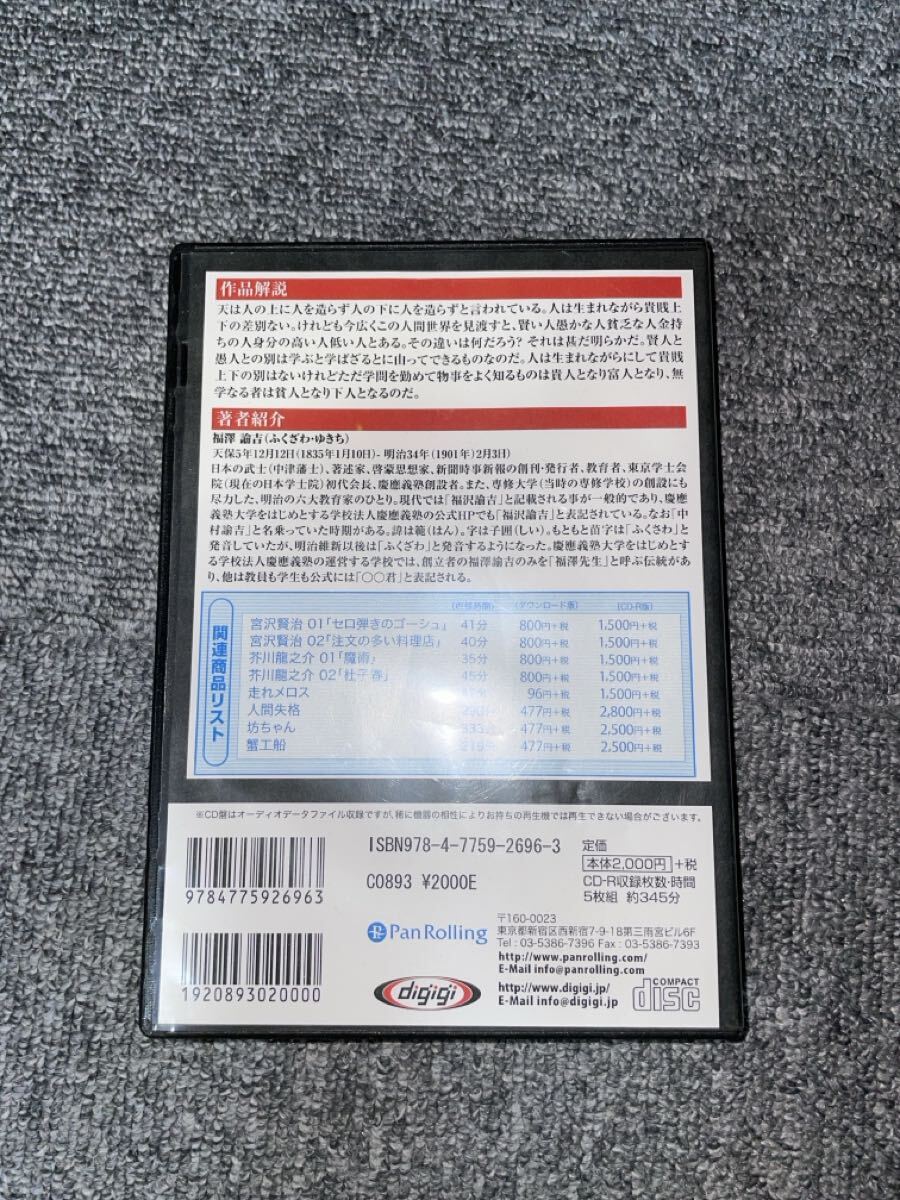 作品解説
天は人の上に人を造らず人の下に人を造らずと言われている。人は生まれながら貴賎上
下の差別ない。けれども今広くこの人間世界を見渡すと、賢い人愚かな人貧乏な人金持
ちの人身分の高い人低い人とある。その違いは何だろう? それは甚だ明らかだ。賢人と
愚人との別は学ぶと学ばざるとに由ってできるものなのだ。人は生まれながらにして貴賎
上下の別はないけれどただ学問を勤めて物事をよく知るものは貴人となり富人となり、無
学なる者は貧人となり下人となるのだ。
著者紹介
福澤 諭吉(ふくざわ・ゆきち)
天保5年12月12日(1835年1月10日)- 明治34年(1901年)2月3日)
日本の武士(中津藩士)、著述家、啓蒙思想家、新聞時事新報の創刊・発行者、教育者、東京学士会
院(現在の日本学士院)初代会長、慶應義塾創設者。また、専修大学(当時の専修学校)の創設にも
尽力した、明治の六大教育家のひとり。現代では「福沢諭吉」と記載される事が一般的であり、慶應
義塾大学をはじめとする学校法人慶應義塾の公式HPでも「福沢諭吉」と表記されている。なお「中
村諭吉」と名乗っていた時期がある。諱は範(はん)。字は子囲(しい)。もともと苗字は「ふくさわ」と
発音していたが、明治維新以後は「ふくざわ」と発音するようになった。慶應義塾大学をはじめとす
る学校法人慶應義塾の運営する学校では、創立者の福澤諭吉のみを「福澤先生」と呼ぶ伝統があ
り、他は教員も学生も公式には「〇〇君」と表記される。
関連商品リスト
(収録時間) (ダウンロード版) (CD-R版)
宮沢賢治 01「セロ弾きのゴーシュ」 41分 800円+税 1,500円+税
宮沢賢治 02「注文の多い料理店」 40分 800円+税 1,500円+税
芥川龍之介 01「魔術」 35分 800円+税 1,500円+税
芥川龍之介 02「杜子春」 45分 800円+税 1,500円+税
走れメロス 96円+税 1,500円+税
人間失格 477円+税 2,800円+税
坊ちゃん 333分 477円+税 2,500円+税
蟹工船 477円+税 2,500円+税
※CD盤はオーディオデータファイル収録ですが、稀に機器の相性によりお持ちの再生機では再生できない場合がございます。
9784775926963
1920893020000
ISBN978-4-7759-2696-3
C0893 ¥2000E
定価
本体2,000円+税
CD-R収録枚数・時間
5枚組 約345分
PanRolling
〒160-0023
東京都新宿区西新宿7-9-18第三雨宮ビル6F
Tel : 03-5386-7396 Fax : 03-5386-7393
http://www.panrolling.com/
E-Mail info@panrolling.com
digigi
http://www.digigi.jp/
E-Mail info@digigi.jp
COMPACT
disc